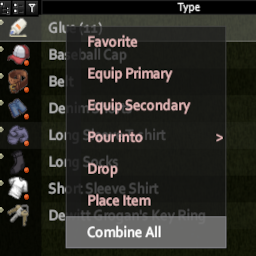 Type
Glue (11)
Favorite
Baseball Cap
Equip Primary
Belt
Equip Secondary
Pour into >
Long Socks
Drop
Short Sleeve Shirt
Place Item
Dewitt Grogan's Key Ring
Combine All